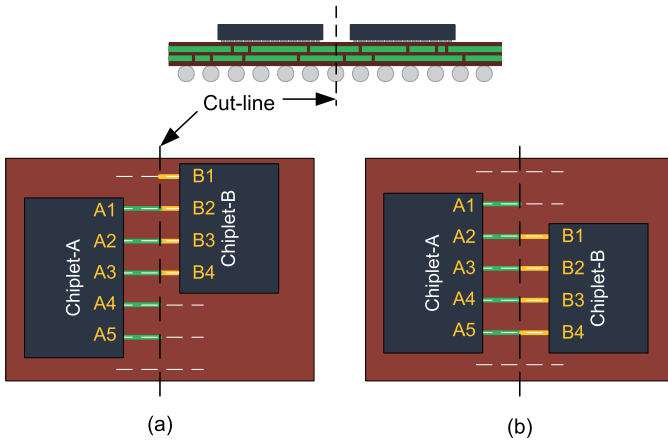 Cut-line
B1
A1 B2
A2 B3
A3 B4
A4
A5
Chiplet-A
Chiplet-B
A1
A2 B1
A3 B2
A4 B3
A5 B4
Chiplet-A
Chiplet-B
(a)
(b)